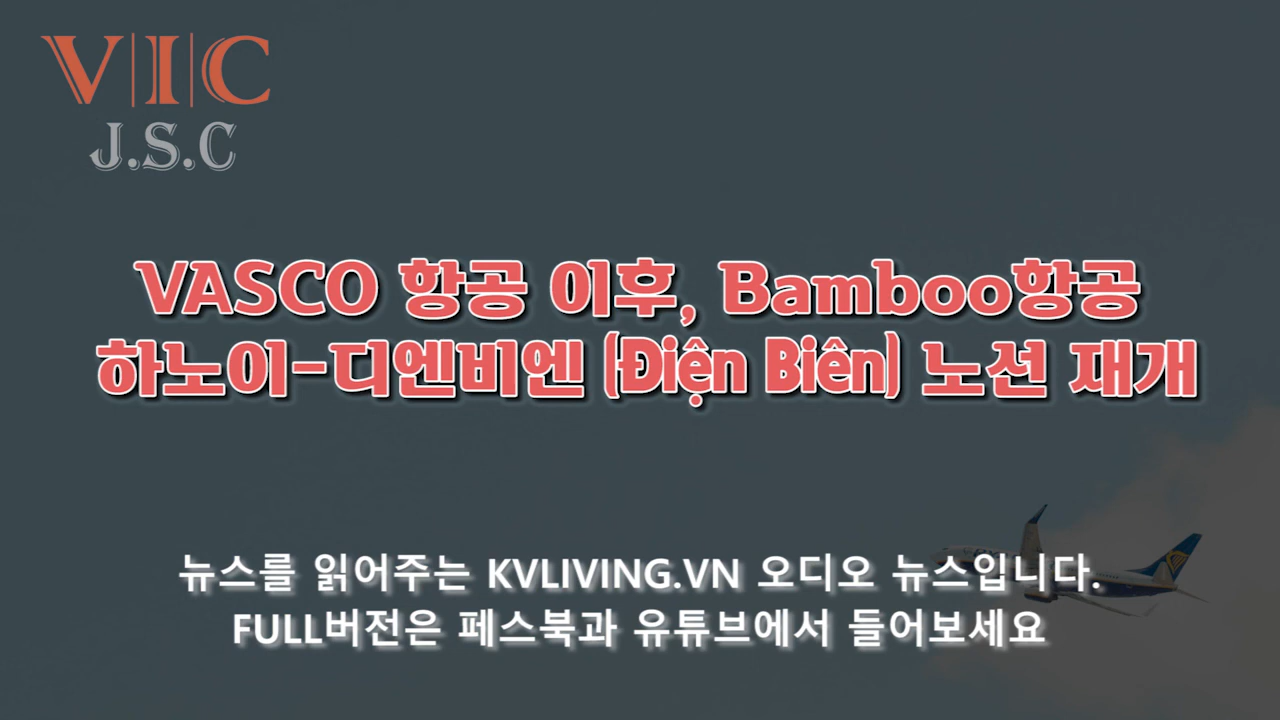 V|I|C
J.S.C
VASCO 항공 이후, Bamboo항공
하노이-디엔비엔 (Điện Biên) 노선 재개
뉴스를 읽어주는 KVLIVING.VN 오디오 뉴스입니다.
FULL버전은 페스북과 유튜브에서 들어보세요